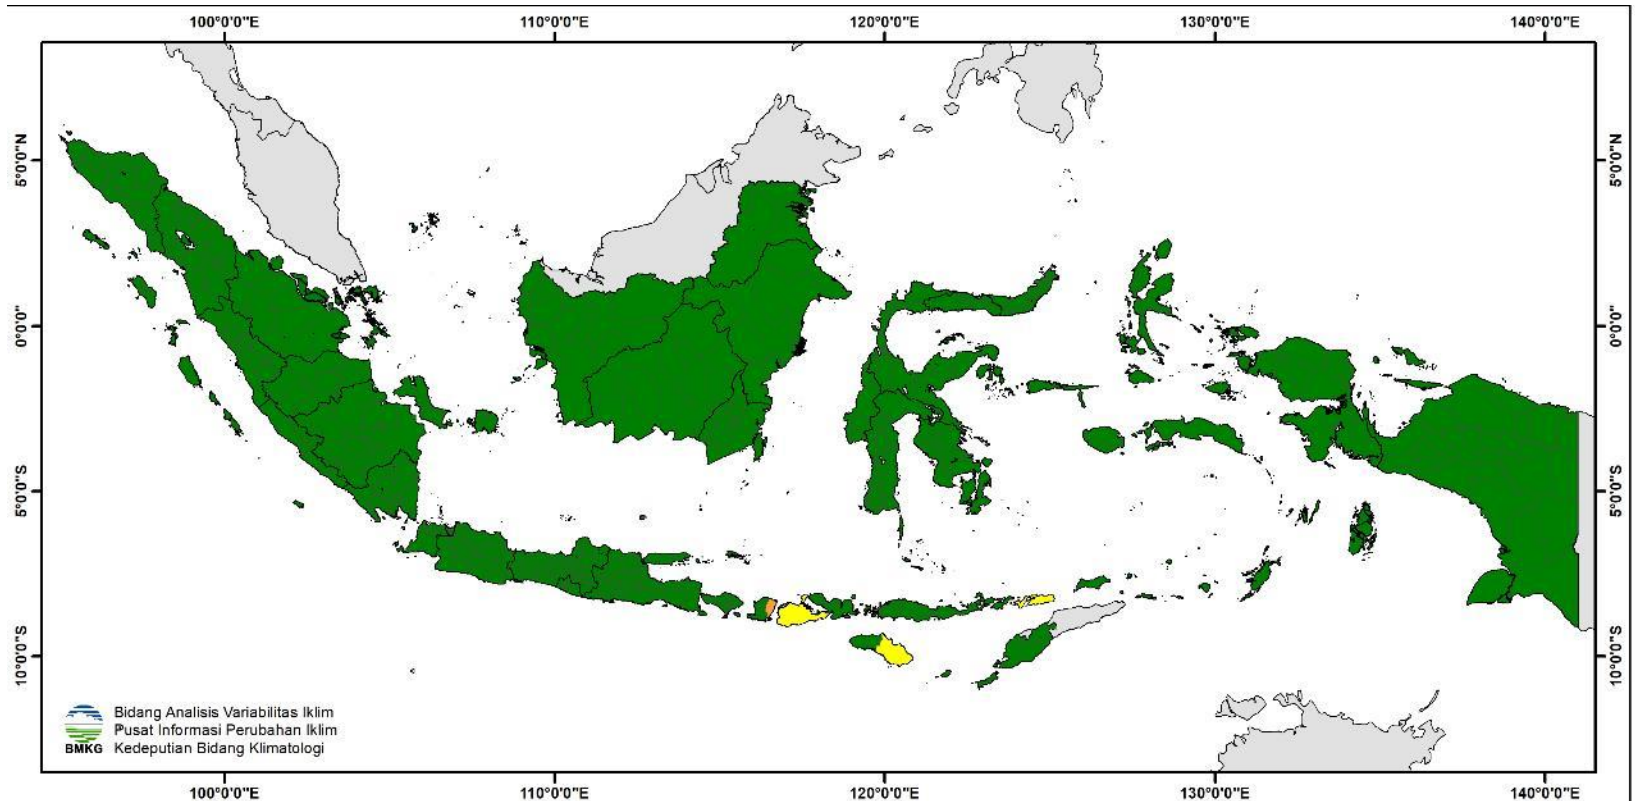 100°0'0"E 110°0'0"E 120°0'0"E 130°0'0"E 140°0'0"E
5°0'0"N 5°0'0"N
0°0'0" 0°0'0"
5°0'0"S 5°0'0"S
10°0'0"S 10°0'0"S
Bidang Analisis Variabilitas Iklim
Pusat Informasi Perubahan Iklim
BMKG Kedeputian Bidang Klimatologi
100°0'0"E 110°0'0"E 120°0'0"E 130°0'0"E 140°0'0"E